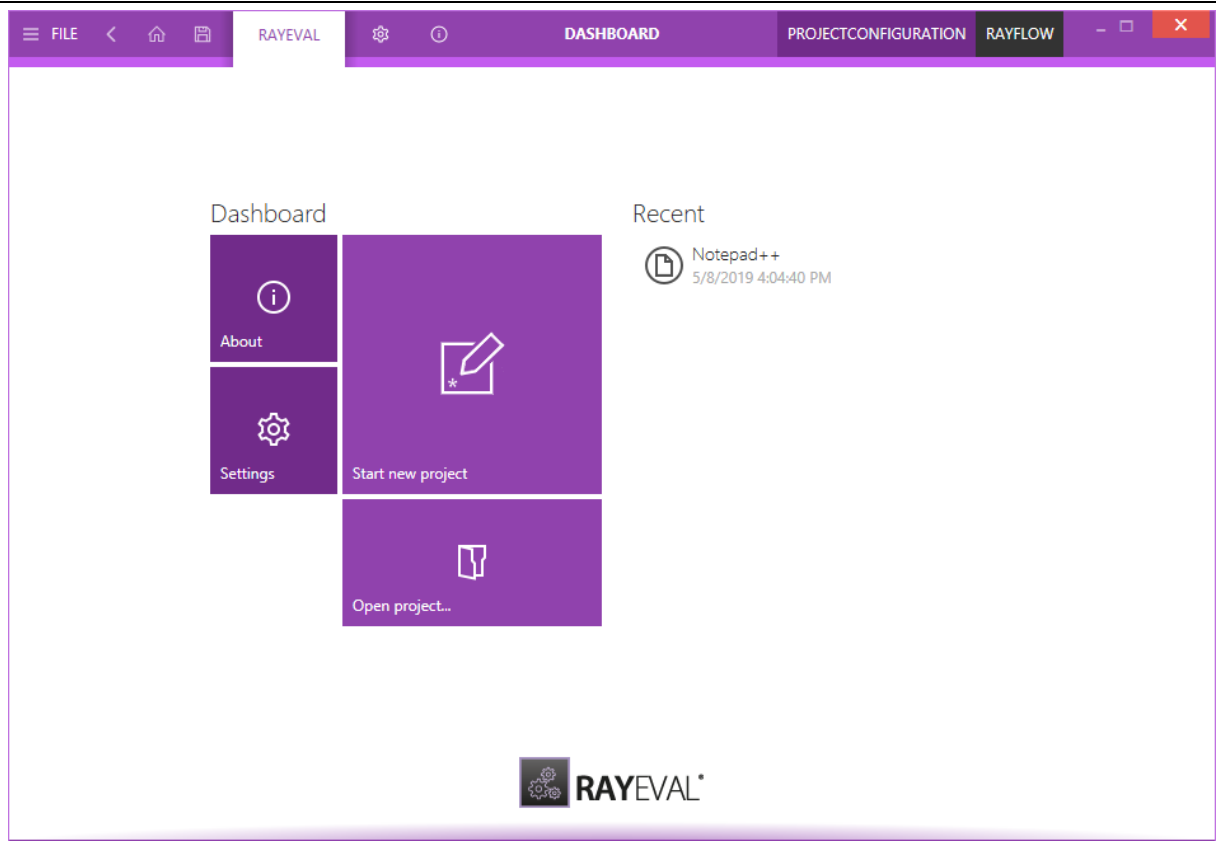 FILE
RAYEVAL
DASHBOARD
PROJECTCONFIGURATION
RAYFLOW
Dashboard
About
Settings
Start new project
Open project...
Recent
Notepad++
5/8/2019 4:04:40 PM
RAYEVAL®